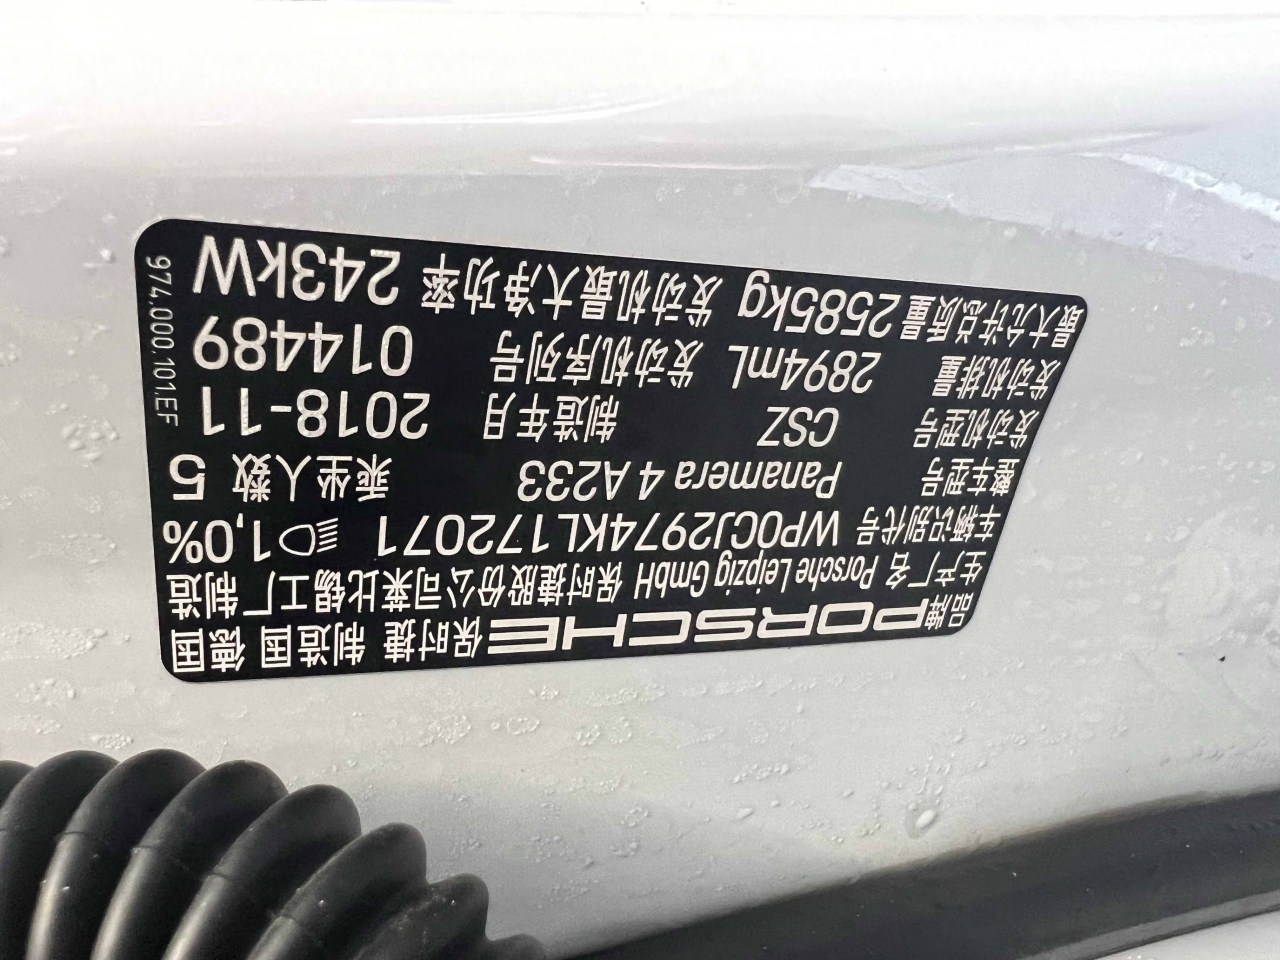 品牌 PORSCHE 保时捷 制造国 德国
生产厂名 Porsche Leipzig GmbH 保时捷股份公司莱比锡工厂制造
车辆识别代号 WP0CJ2974KL172071 1,0%
整车型号 Panamera 4 A233 乘坐人数 5
发动机型号 CSZ 制造年月 2018-11
发动机排量 2894mL 发动机序列号 014489
最大允许总质量 2585kg 发动机最大净功率 243kW
974.000.101.EF